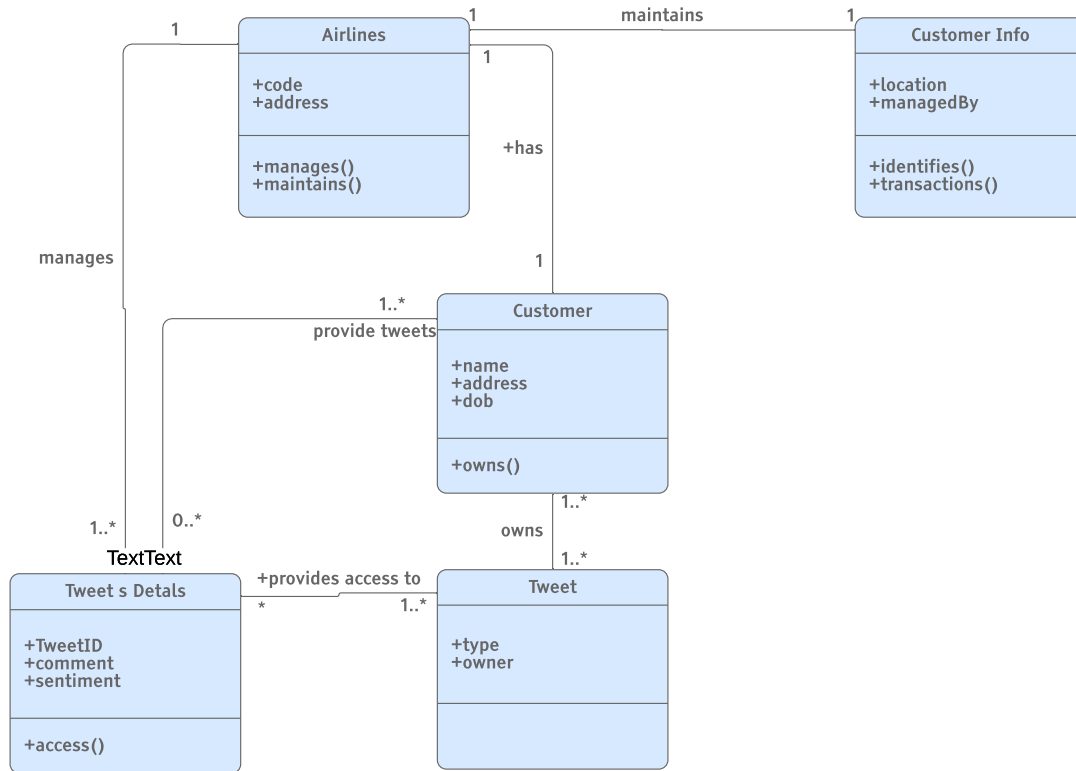 1
maintains
1
1
Airlines
Customer Info
1
+code
+address
+location
+managedBy
+has
+manages()
+maintains()
+identifies()
+transactions()
manages
1
1..*
provide tweets
Customer
+name
+address
+dob
+owns()
1..*
0..*
1..*
owns
1..*
TextText
Tweet s Detals
+provides access to
*
1..*
Tweet
+TweetID
+comment
+sentiment
+type
+owner
+access()